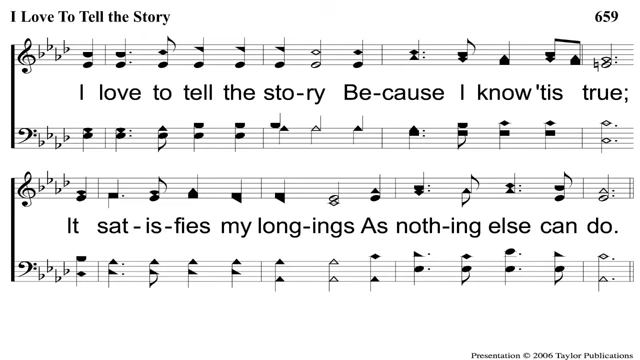 I Love To Tell the Story 659
I love to tell the sto-ry Be-cause I know 'tis true;
It sat-is-fies my long-ings As noth-ing else can do.
Presentation © 2006 Taylor Publications